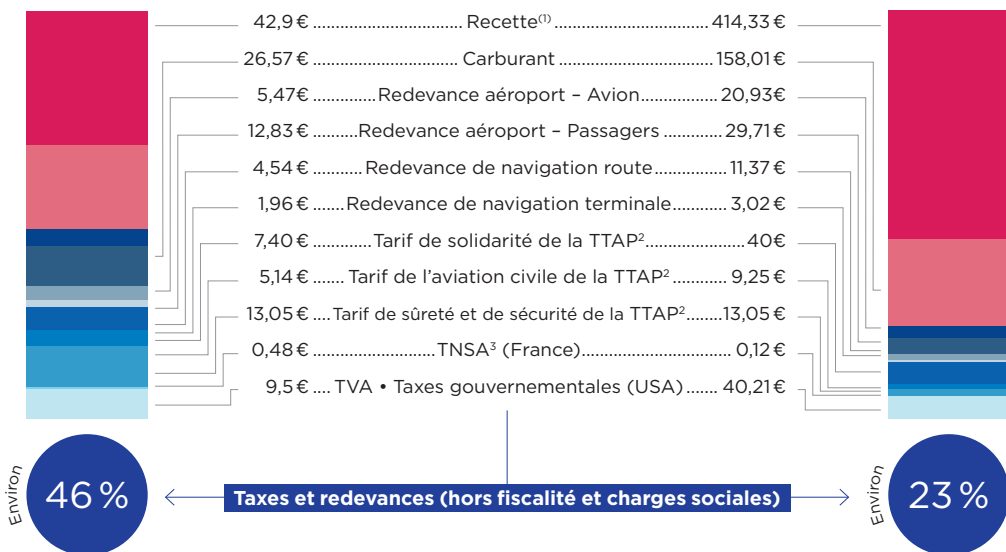 42,9 € ............................. Recette(1) ........................... 414,33 €
26,57 € ............................. Carburant ............................. 158,01 €
5,47 € ............Redevance aéroport – Avion............ 20,93 €
12,83 € ......... Redevance aéroport – Passagers ......... 29,71 €
4,54 € ..........Redevance de navigation route............. 11,37 €
1,96 € .......Redevance de navigation terminale.......... 3,02 €
7,40 € ............ Tarif de solidarité de la TTAP2.................. 40€
5,14 € ....... Tarif de l'aviation civile de la TTAP2 ......... 9,25 €
13,05 € ....Tarif de sûreté et de sécurité de la TTAP2.....13,05 €
0,48 € ....................... TNSA3 (France)........................... 0,12 €
9,5 € .... TVA • Taxes gouvernementales (USA) ..... 40,21 €
Environ
46 %
Taxes et redevances (hors fiscalité et charges sociales)
Environ
23 %